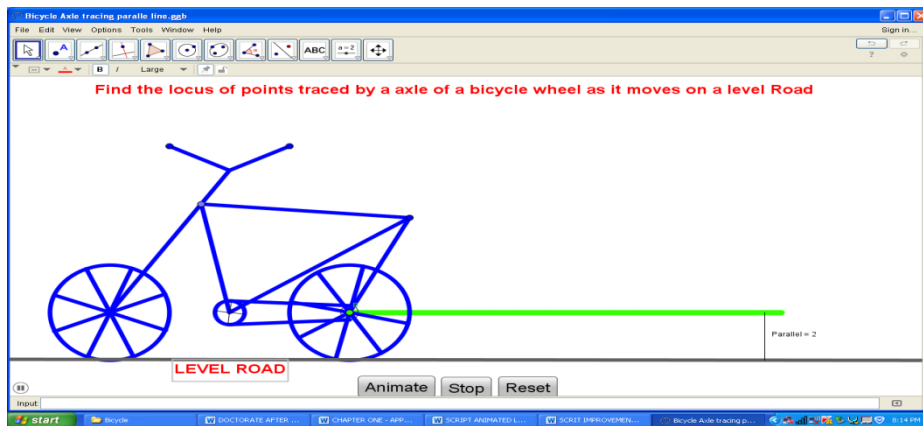 Bicycle Axle tracing paralle line.ggb
File Edit View Options Tools Window Help
Sign in...
ABC a=2
B I Large
Find the locus of points traced by a axle of a bicycle wheel as it moves on a level Road
Parallel = 2
LEVEL ROAD
Animate Stop Reset
Input:
start Bicycle DOCTORATE AFTER ... CHAPTER ONE - APP... SCRIPT ANIMATED L... SCRIT IMPROVEMEN... Bicycle Axle tracing p... 8:14 PM